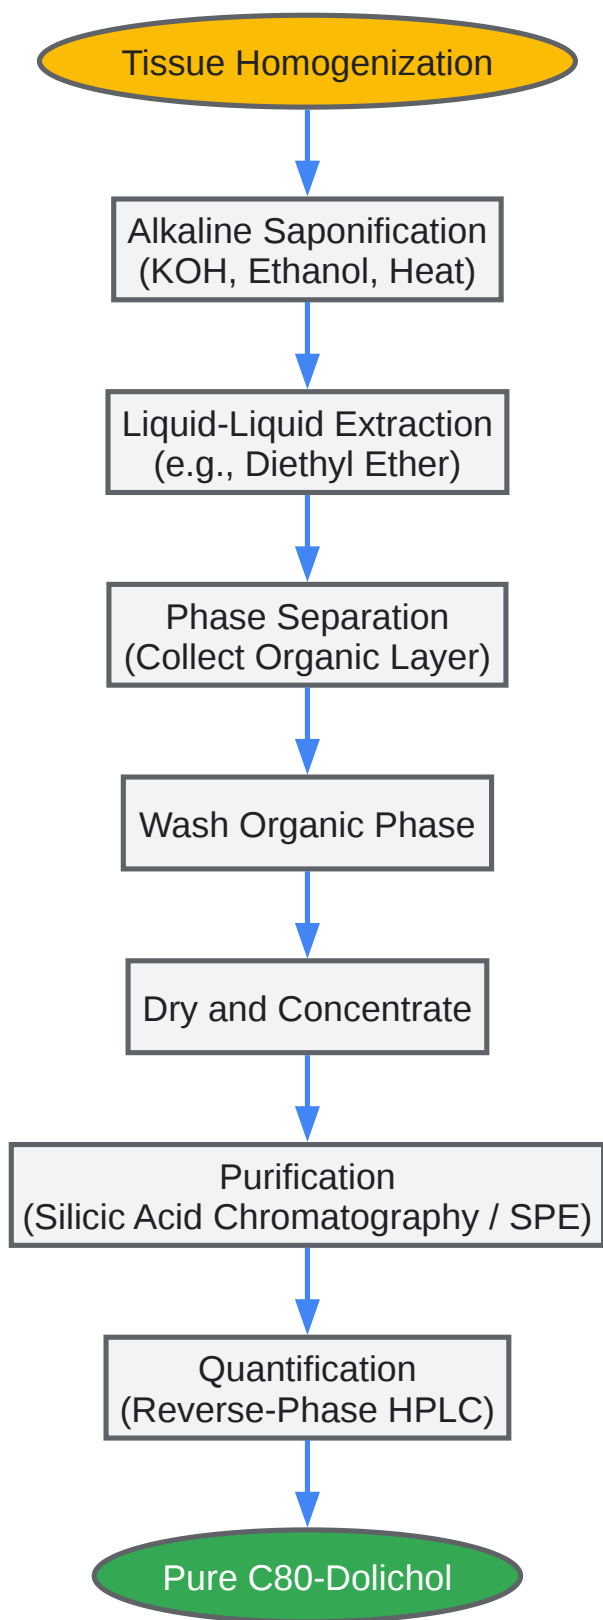 Tissue Homogenization
Alkaline Saponification
(KOH, Ethanol, Heat)
Liquid-Liquid Extraction
(e.g., Diethyl Ether)
Phase Separation
(Collect Organic Layer)
Wash Organic Phase
Dry and Concentrate
Purification
(Silicic Acid Chromatography / SPE)
Quantification
(Reverse-Phase HPLC)
Pure C80-Dolichol